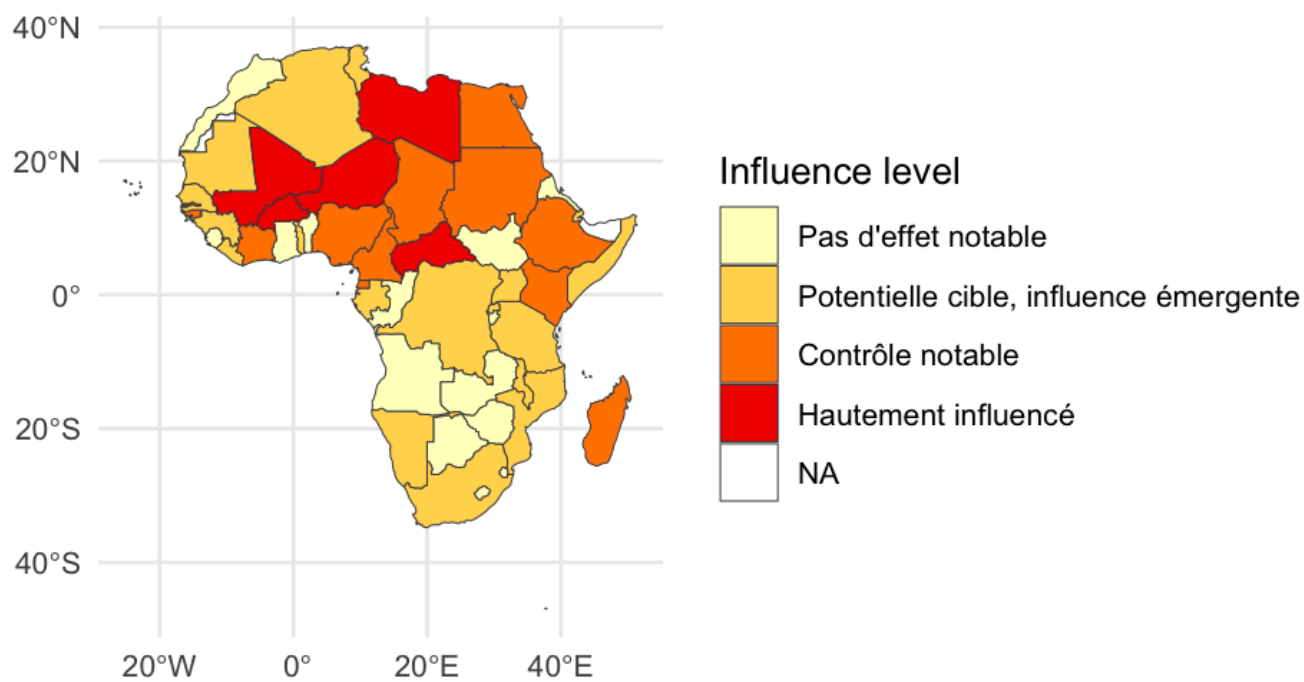 40°N
20°N
0°
20°S
40°S
20°W
0°
20°E
40°E
Influence level
Pas d'effet notable
Potentielle cible, influence émergente
Contrôle notable
Hautement influencé
NA